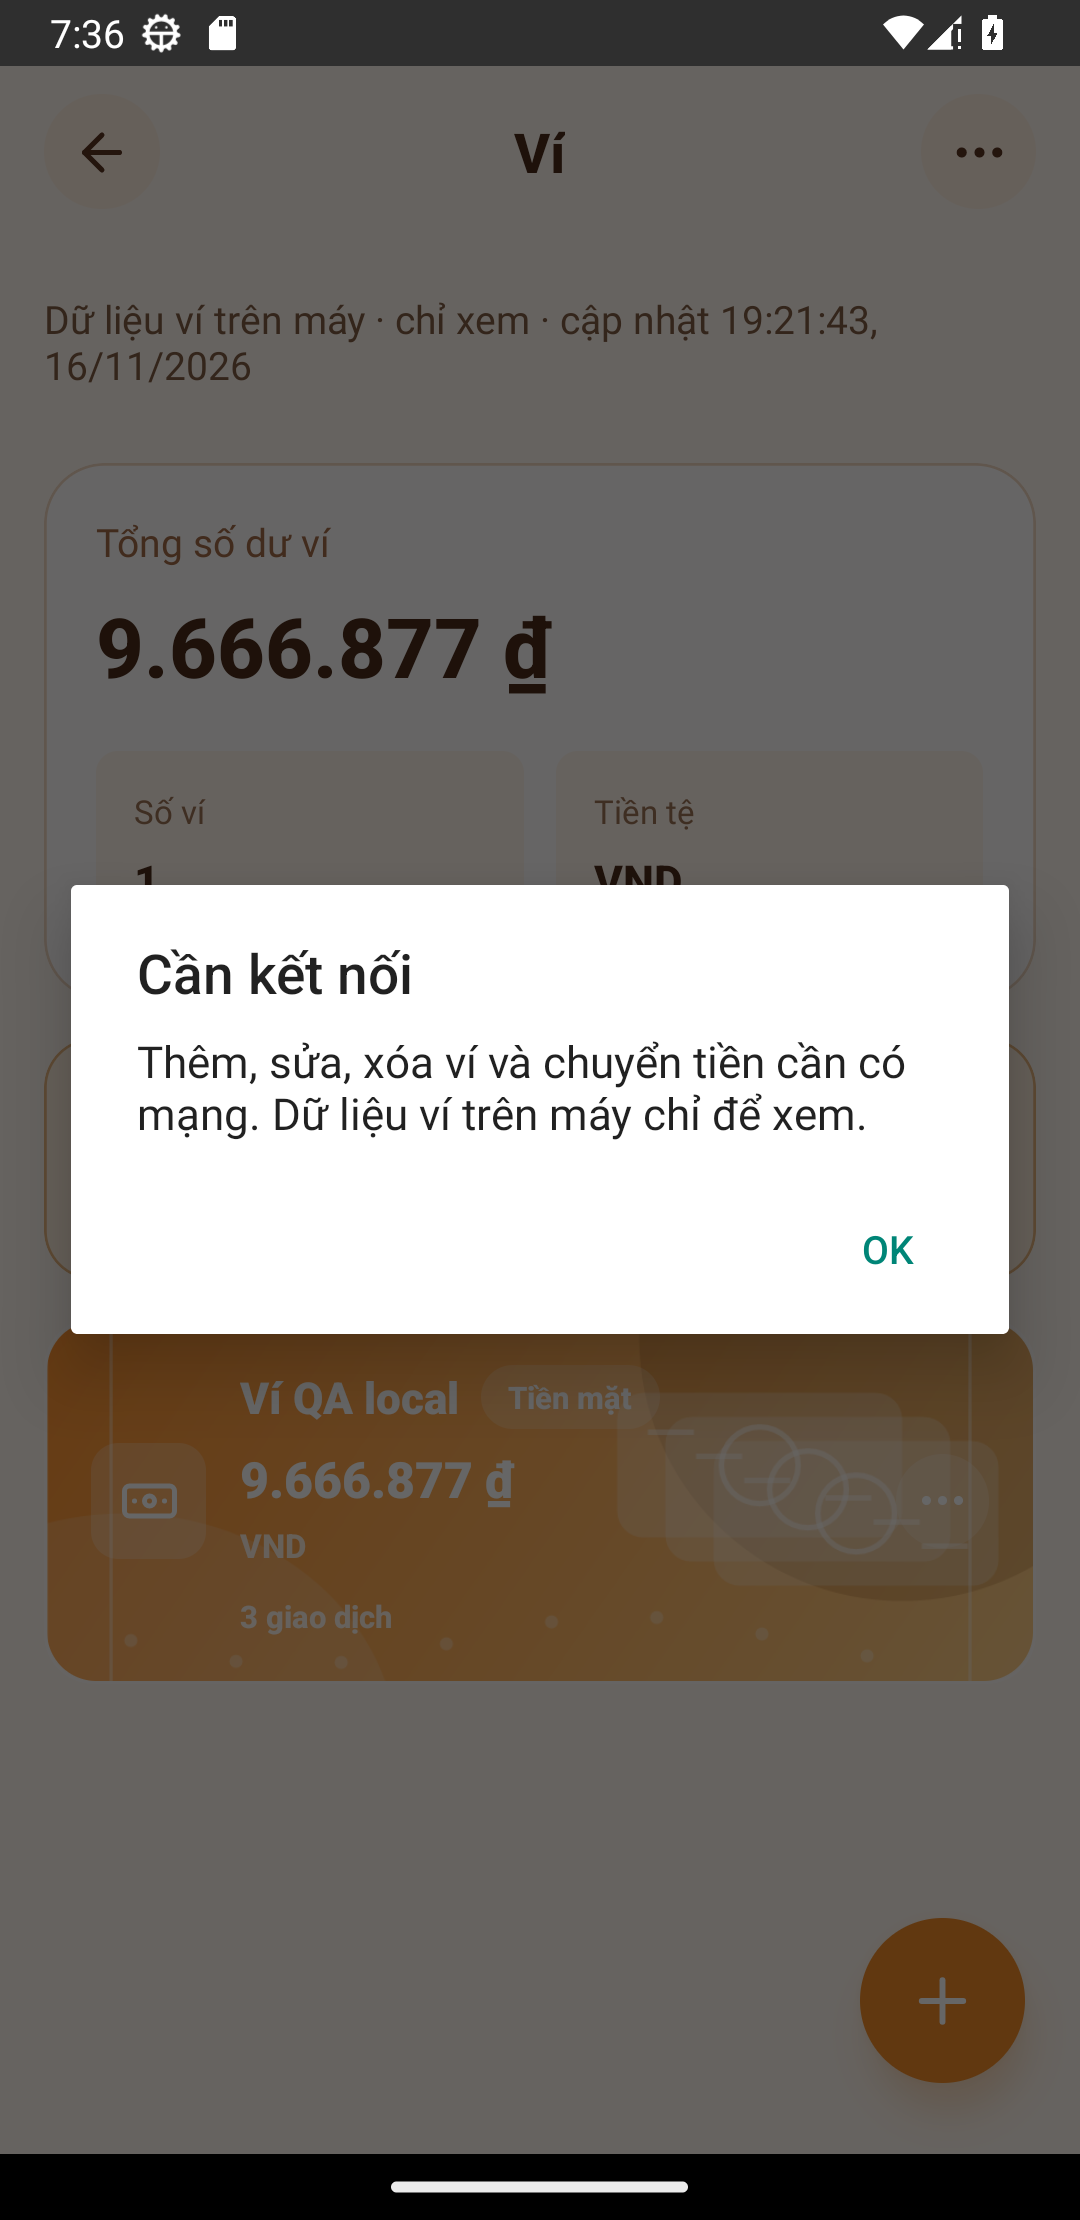 7:36
Ví
Dữ liệu ví trên máy · chỉ xem · cập nhật 19:21:43,
16/11/2026
Tổng số dư ví
9.666.877 ₫
Số ví
Tiền tệ
1
VND
Cần kết nối
Thêm, sửa, xóa ví và chuyển tiền cần có
mạng. Dữ liệu ví trên máy chỉ để xem.
OK
Ví QA local
Tiền mặt
9.666.877 ₫
VND
3 giao dịch